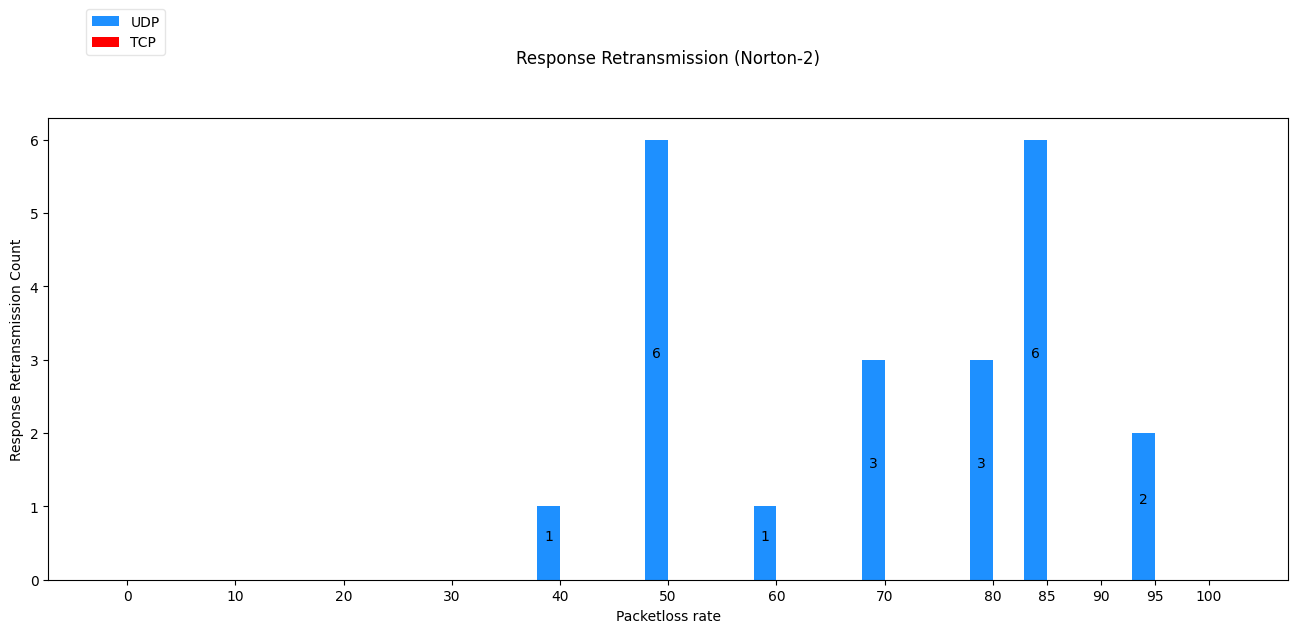 UDP
TCP
Response Retransmission (Norton-2)
Response Retransmission Count
6
5
4
3
2
1
0
1
6
1
3
3
6
2
0 10 20 30 40 50 60 70 80 85 90 95 100
Packetloss rate